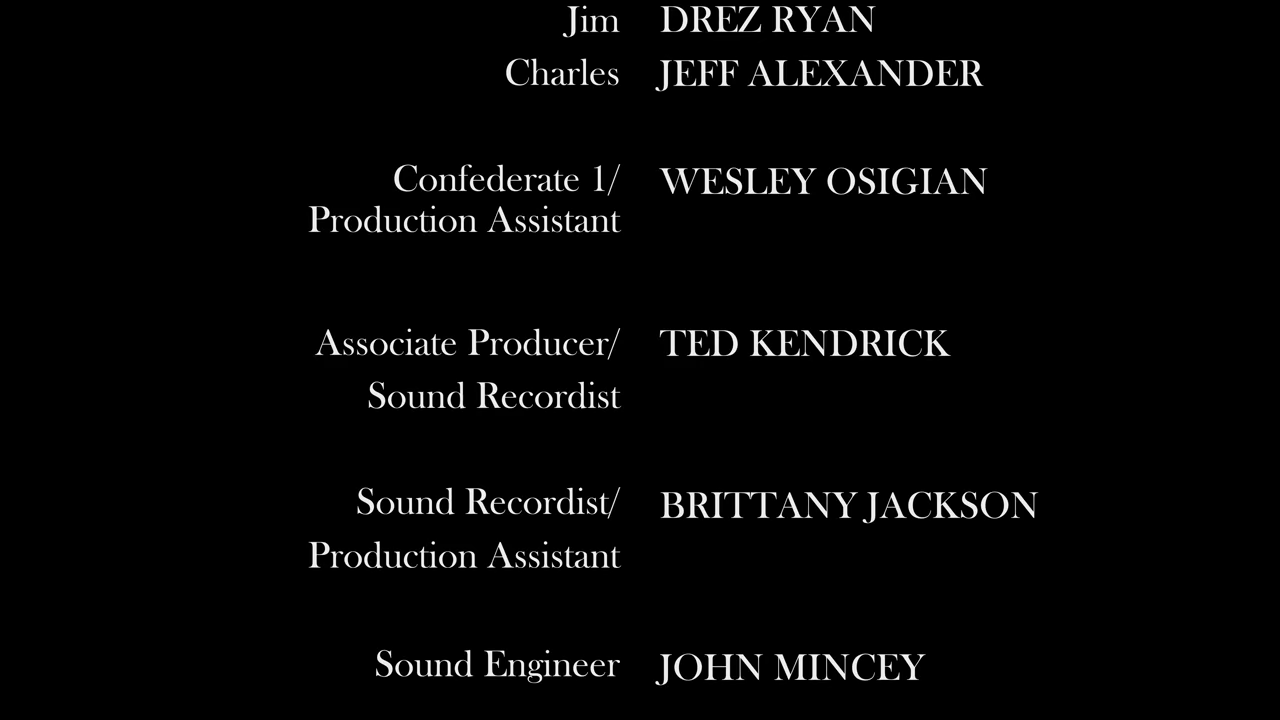 Jim DREZ RYAN
Charles JEFF ALEXANDER
Confederate 1/ WESLEY OSIGIAN
Production Assistant
Associate Producer/ TED KENDRICK
Sound Recordist
Sound Recordist/ BRITTANY JACKSON
Production Assistant
Sound Engineer JOHN MINCEY